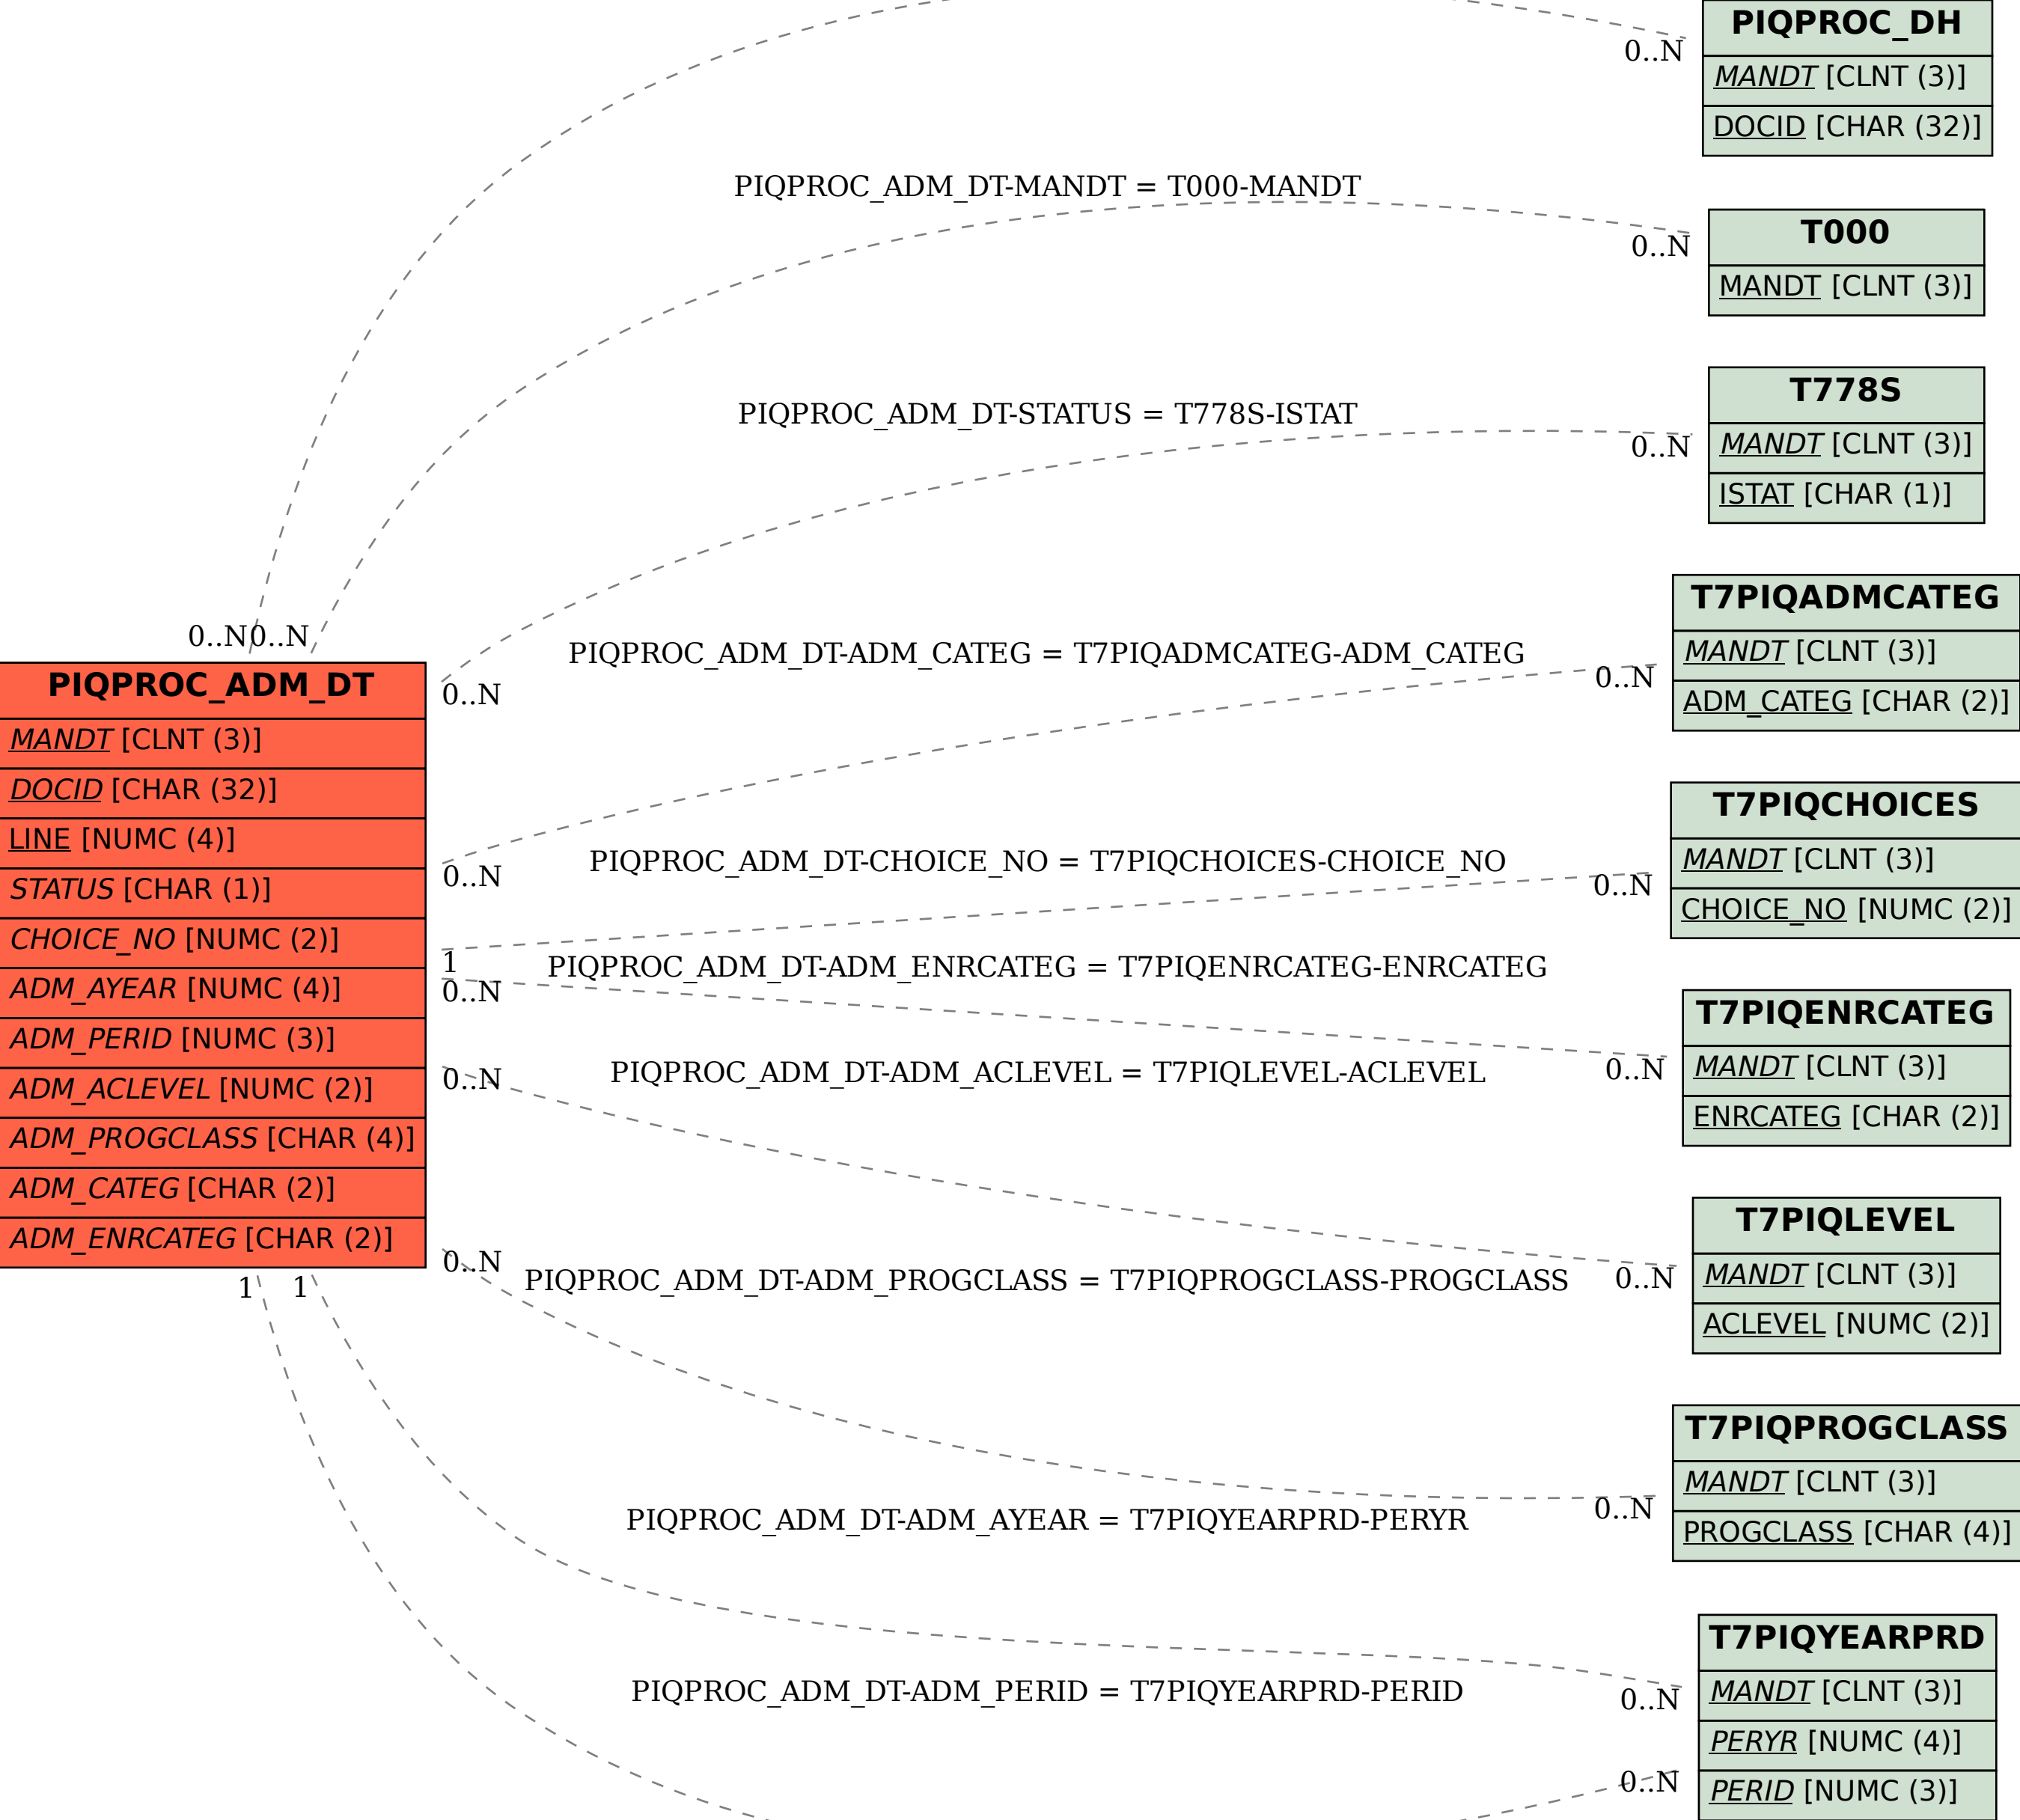 PIQPROC_DH
MANDT [CLNT (3)]
DOCID [CHAR (32)]
0..N
PIQPROC_ADM_DT-MANDT = T000-MANDT
0..N
T000
MANDT [CLNT (3)]
PIQPROC_ADM_DT-STATUS = T778S-ISTAT
0..N
T778S
MANDT [CLNT (3)]
ISTAT [CHAR (1)]
0..N
0..N
PIQPROC_ADM_DT
MANDT [CLNT (3)]
DOCID [CHAR (32)]
LINE [NUMC (4)]
STATUS [CHAR (1)]
CHOICE_NO [NUMC (2)]
ADM_AYEAR [NUMC (4)]
ADM_PERID [NUMC (3)]
ADM_ACLEVEL [NUMC (2)]
ADM_PROGCLASS [CHAR (4)]
ADM_CATEG [CHAR (2)]
ADM_ENRCATEG [CHAR (2)]
0..N
PIQPROC_ADM_DT-ADM_CATEG = T7PIQADMCATEG-ADM_CATEG
0..N
T7PIQADMCATEG
MANDT [CLNT (3)]
ADM_CATEG [CHAR (2)]
0..N
PIQPROC_ADM_DT-CHOICE_NO = T7PIQCHOICES-CHOICE_NO
0..N
T7PIQCHOICES
MANDT [CLNT (3)]
CHOICE_NO [NUMC (2)]
1
PIQPROC_ADM_DT-ADM_ENRCATEG = T7PIQENRCATEG-ENRCATEG
0..N
0..N
T7PIQENRCATEG
MANDT [CLNT (3)]
ENRCATEG [CHAR (2)]
0..N
PIQPROC_ADM_DT-ADM_ACLEVEL = T7PIQLEVEL-ACLEVEL
0..N
T7PIQLEVEL
MANDT [CLNT (3)]
ACLEVEL [NUMC (2)]
0..N
PIQPROC_ADM_DT-ADM_PROGCLASS = T7PIQPROGCLASS-PROGCLASS
0..N
T7PIQPROGCLASS
MANDT [CLNT (3)]
PROGCLASS [CHAR (4)]
1
1
PIQPROC_ADM_DT-ADM_AYEAR = T7PIQYEARPRD-PERYR
0..N
T7PIQYEARPRD
MANDT [CLNT (3)]
PERYR [NUMC (4)]
PERID [NUMC (3)]
PIQPROC_ADM_DT-ADM_PERID = T7PIQYEARPRD-PERID
0..N